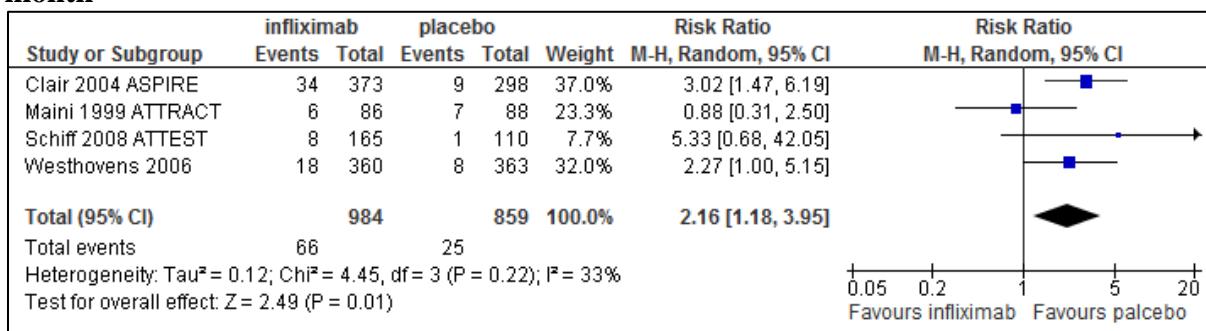 month
infliximab placebo Risk Ratio Risk Ratio
Study or Subgroup Events Total Events Total Weight M-H, Random, 95% CI M-H, Random, 95% CI
Clair 2004 ASPIRE 34 373 9 298 37.0% 3.02 [1.47, 6.19]
Maini 1999 ATTRACT 6 86 7 88 23.3% 0.88 [0.31, 2.50]
Schiff 2008 ATTEST 8 165 1 110 7.7% 5.33 [0.68, 42.05]
Westhovens 2006 18 360 8 363 32.0% 2.27 [1.00, 5.15]
Total (95% CI) 984 859 100.0% 2.16 [1.18, 3.95]
Total events 66 25
Heterogeneity: Tau² = 0.12; Chi² = 4.45, df = 3 (P = 0.22); I² = 33%
Test for overall effect: Z = 2.49 (P = 0.01)
0.05 0.2 1 5 20
Favours infliximab Favours palcebo